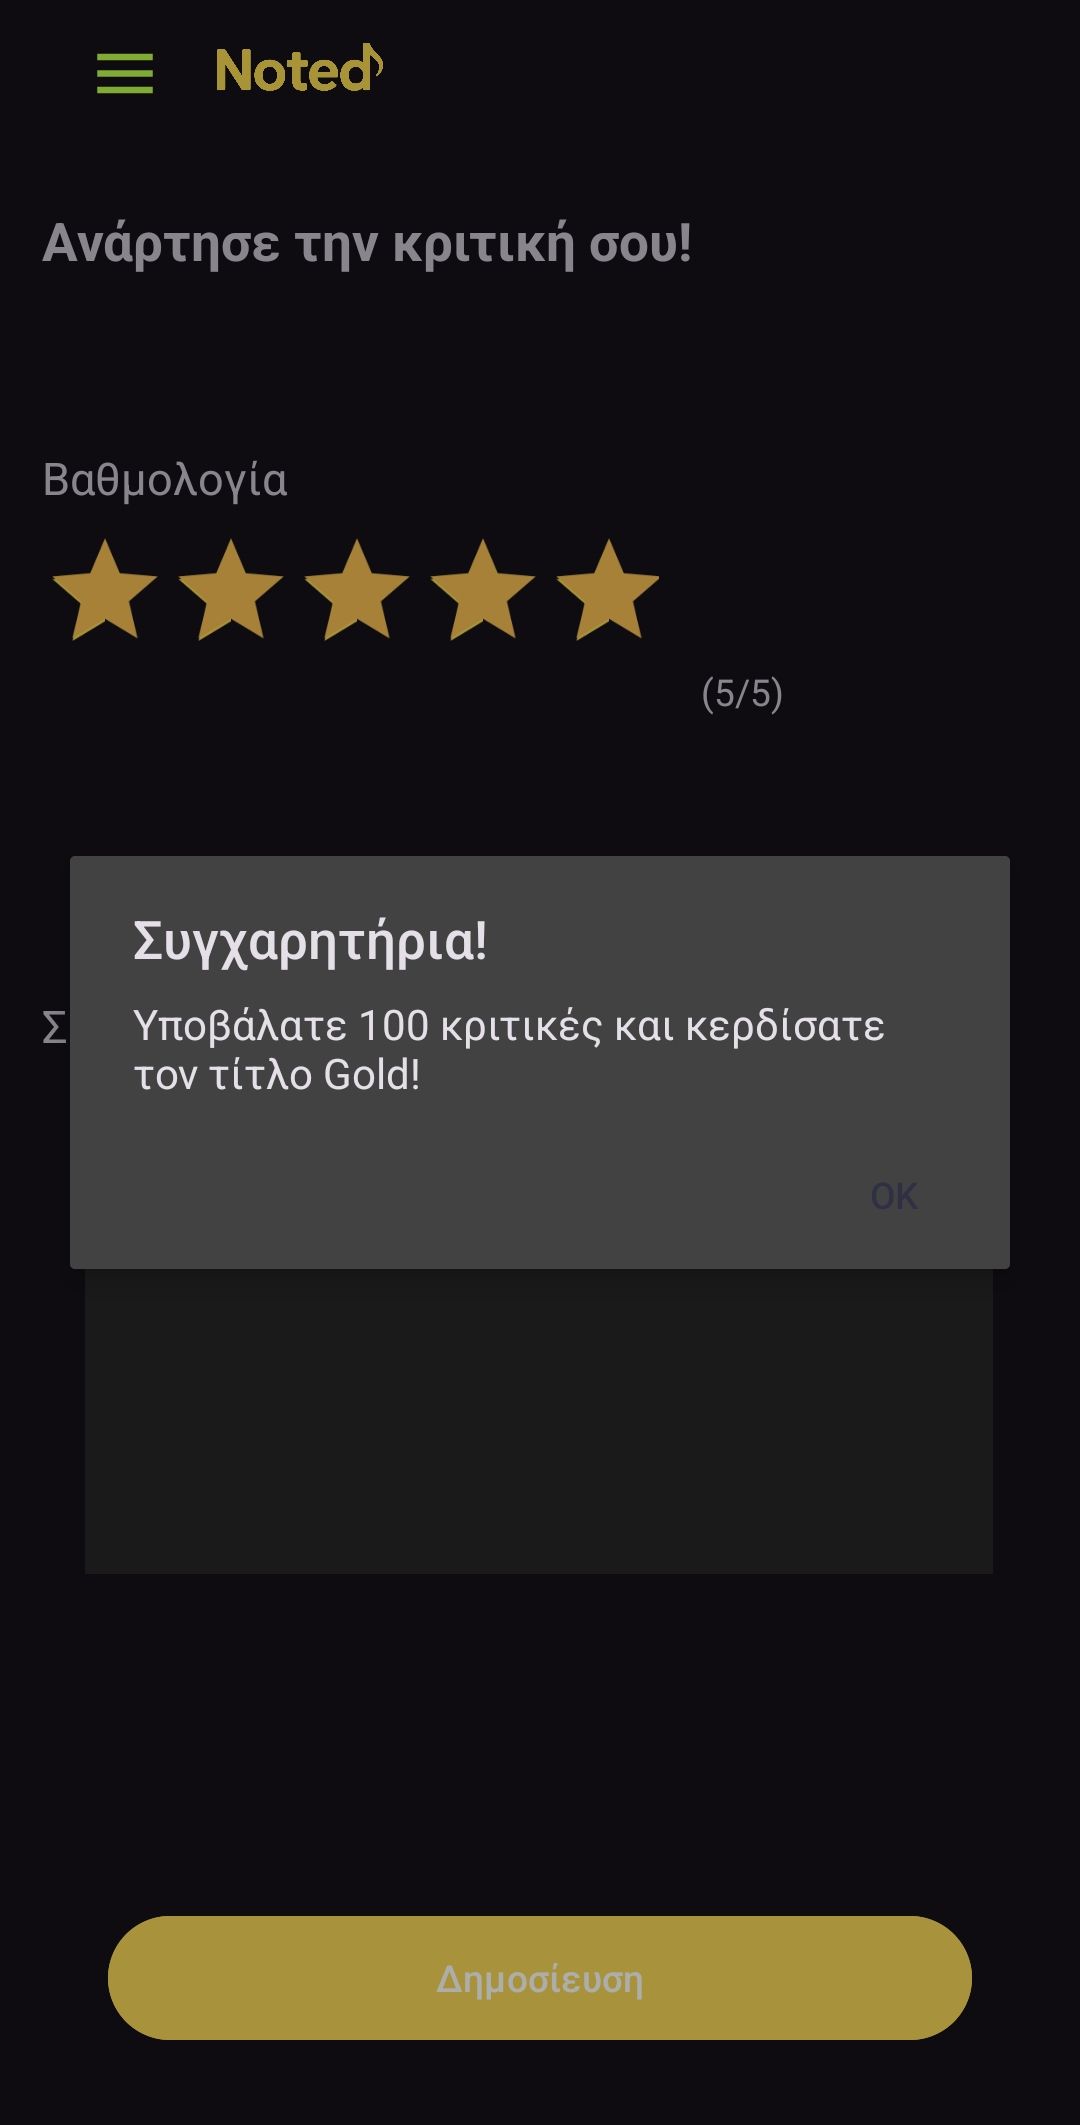 Noted
Ανάρτησε την κριτική σου!
Βαθμολογία
(5/5)
Συγχαρητήρια!
Σ
Υποβάλατε 100 κριτικές και κερδίσατε
τον τίτλο Gold!
OK
Δημοσίευση